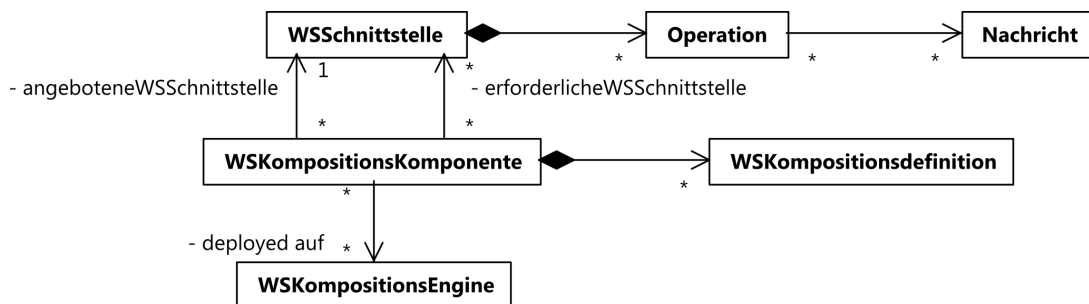 WSSchnittstelle
Operation
Nachricht
1
*
*
*
*
- angeboteneWSSchnittstelle
- erforderlicheWSSchnittstelle
*
*
WSKompositionsKomponente
WSKompositionsdefinition
*
*
- deployed auf
*
WSKompositionsEngine